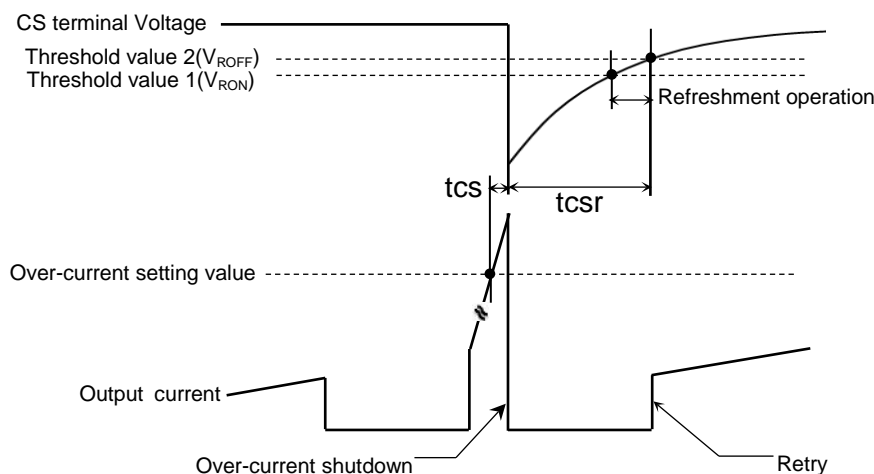 CS terminal Voltage
Threshold value 2(VROFF)
Threshold value 1(VRON)
Refreshment operation
tcs
tcsr
Over-current setting value
Output current
Over-current shutdown
Retry